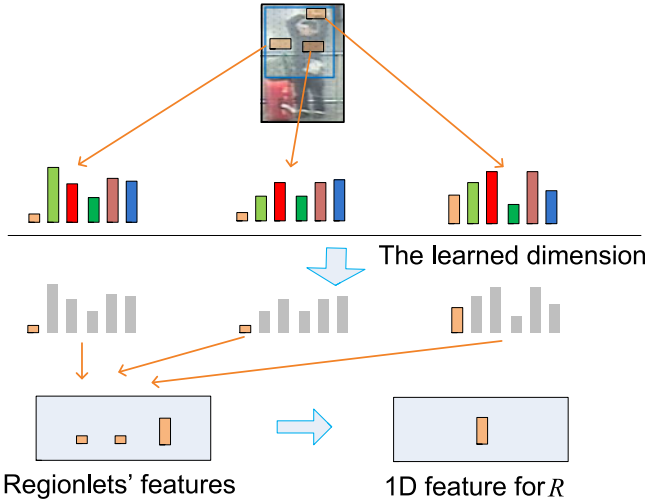 The learned dimension
Regionlets' features
1D feature for R